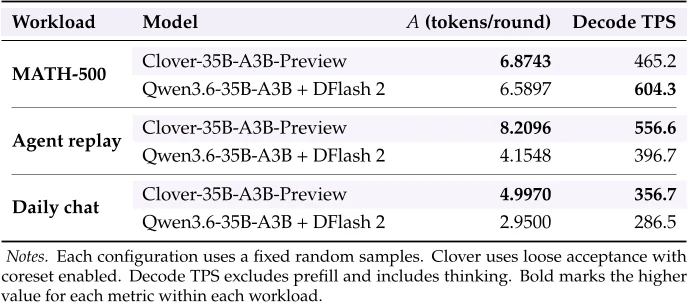 Workload Model A (tokens/round) Decode TPS
MATH-500 Clover-35B-A3B-Preview 6.8743 465.2
Qwen3.6-35B-A3B + DFlash 2 6.5897 604.3
Agent replay Clover-35B-A3B-Preview 8.2096 556.6
Qwen3.6-35B-A3B + DFlash 2 4.1548 396.7
Daily chat Clover-35B-A3B-Preview 4.9970 356.7
Qwen3.6-35B-A3B + DFlash 2 2.9500 286.5
Notes. Each configuration uses a fixed random samples. Clover uses loose acceptance with
coreset enabled. Decode TPS excludes prefill and includes thinking. Bold marks the higher
value for each metric within each workload.